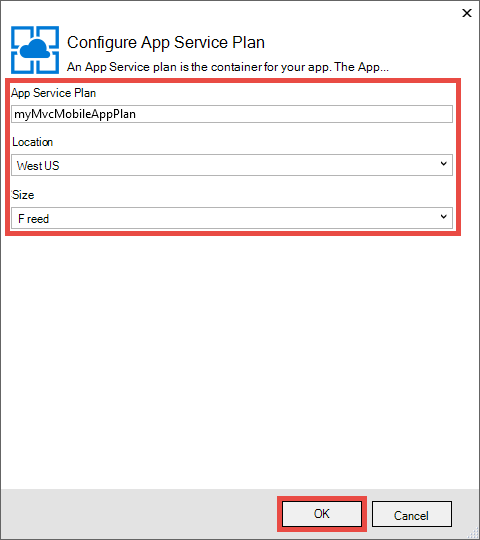 Configure App Service Plan
An App Service plan is the container for your app. The App...
App Service Plan
myMvcMobileAppPlan
Location
West US
Size
Freed
OK
Cancel